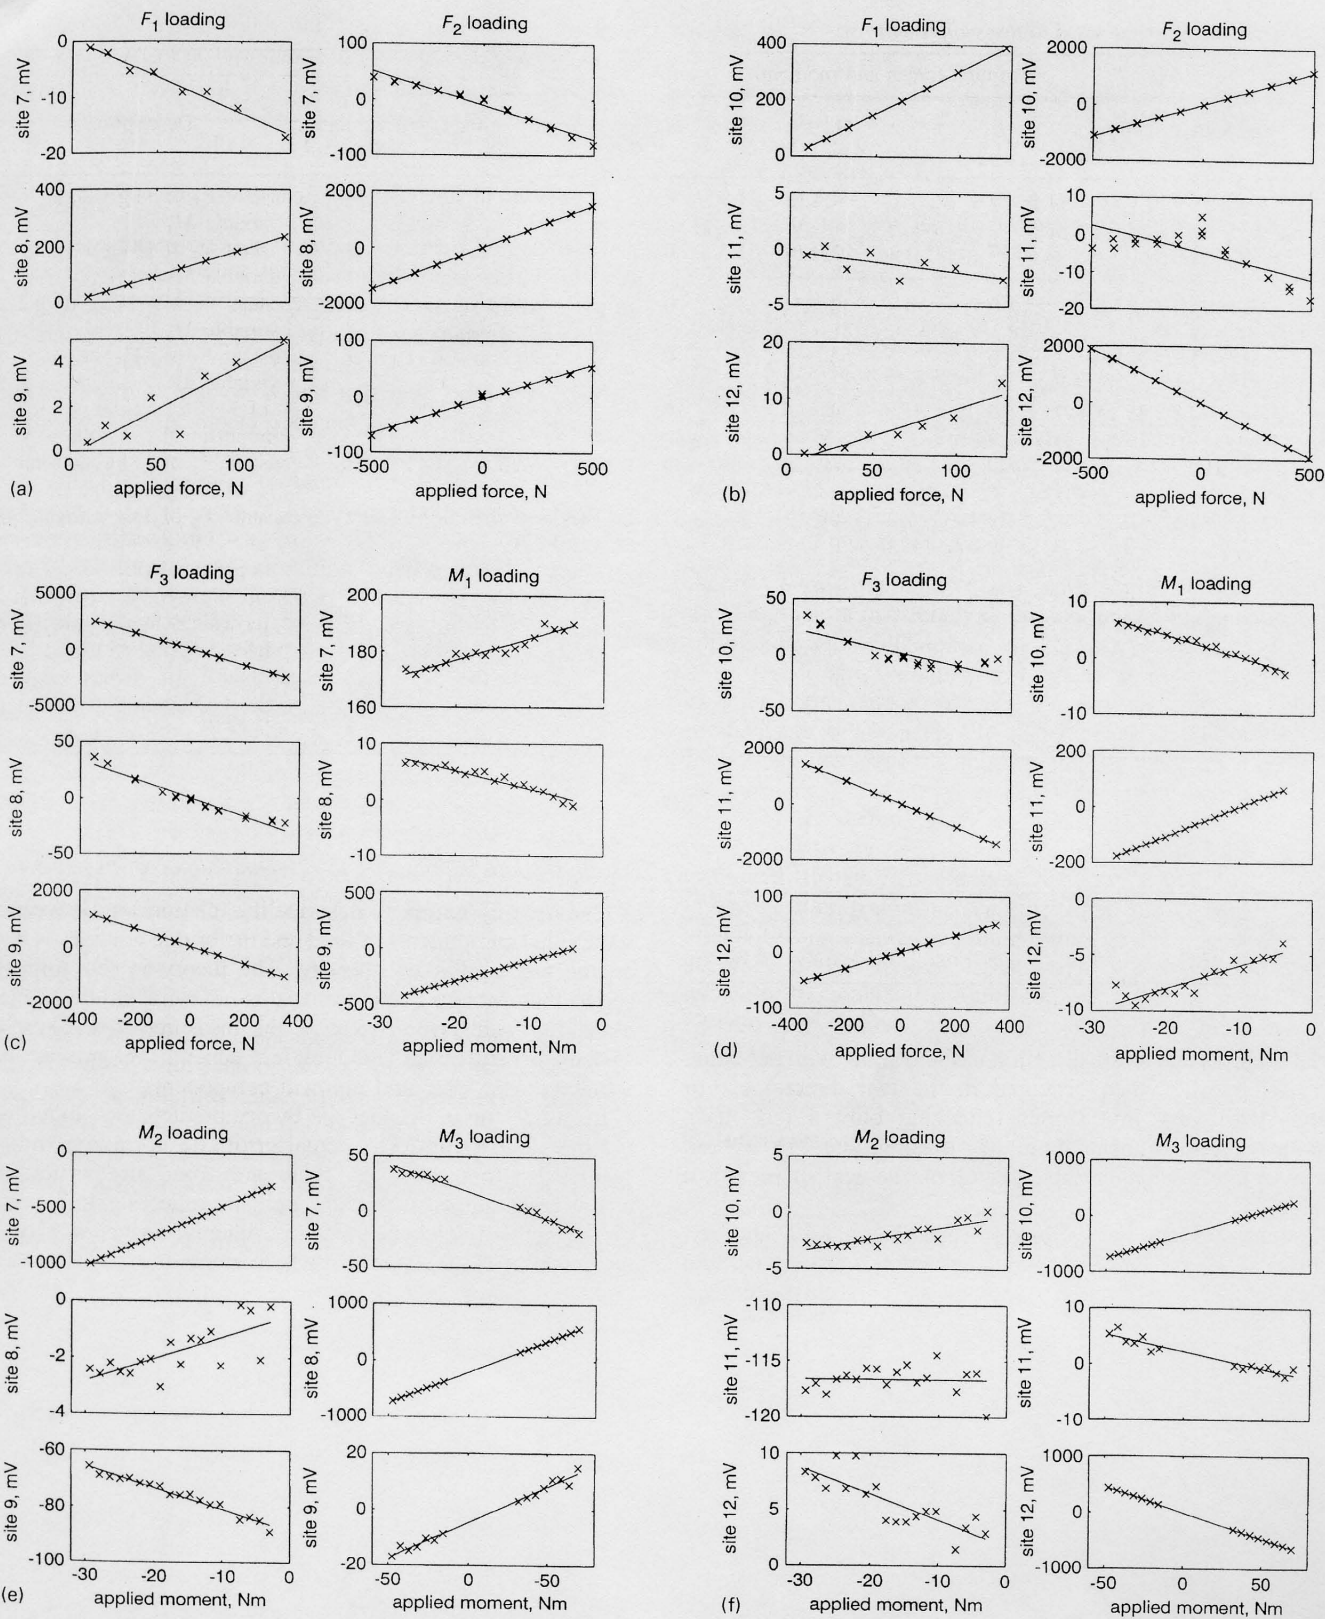 F1 loading
F2 loading
0
-10
-20
site 7, mV
100
0
-100
site 7, mV
400
200
0
site 8, mV
2000
0
-2000
site 8, mV
4
2
0
site 9, mV
100
0
-100
site 9, mV
0 50 100
-500 0 500
(a)
applied force, N
applied force, N
F1 loading
F2 loading
400
200
0
site 10, mV
2000
0
-2000
site 10, mV
5
0
-5
site 11, mV
10
0
-10
-20
site 11, mV
20
10
0
site 12, mV
2000
0
-2000
site 12, mV
0 50 100
-500 0 500
(b)
applied force, N
applied force, N
F3 loading
M1 loading
5000
0
-5000
site 7, mV
200
180
160
site 7, mV
50
0
-50
site 8, mV
10
0
-10
site 8, mV
2000
0
-2000
site 9, mV
500
0
-500
site 9, mV
-400 -200 0 200 400
-30 -20 -10 0
(c)
applied force, N
applied moment, Nm
F3 loading
M1 loading
50
0
-50
site 10, mV
10
0
-10
site 10, mV
2000
0
-2000
site 11, mV
200
0
-200
site 11, mV
100
0
-100
site 12, mV
0
-5
-10
site 12, mV
-400 -200 0 200 400
-30 -20 -10 0
(d)
applied force, N
applied moment, Nm
M2 loading
M3 loading
0
-500
-1000
site 7, mV
50
0
-50
site 7, mV
0
-2
-4
site 8, mV
1000
0
-1000
site 8, mV
-60
-80
-100
site 9, mV
20
0
-20
site 9, mV
-30 -20 -10 0
-50 0 -50
(e)
applied moment, Nm
applied moment, Nm
M2 loading
M3 loading
5
0
-5
site 10, mV
1000
0
-1000
site 10, mV
-110
-115
-120
site 11, mV
10
0
-10
site 11, mV
10
5
0
site 12, mV
1000
0
-1000
site 12, mV
-30 -20 -10 0
-50 0 50
(f)
applied moment, Nm
applied moment, Nm